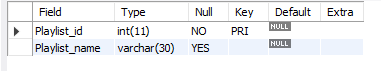 Field Type Null Key Default Extra
Playlist_id int(11) NO PRI NULL
Playlist_name varchar(30) YES NULL